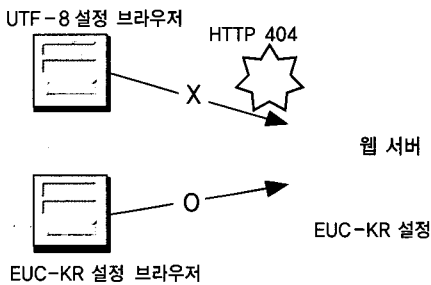 UTF-8 설정 브라우저
HTTP 404
X
웹 서버
O
EUC-KR 설정
EUC-KR 설정 브라우저